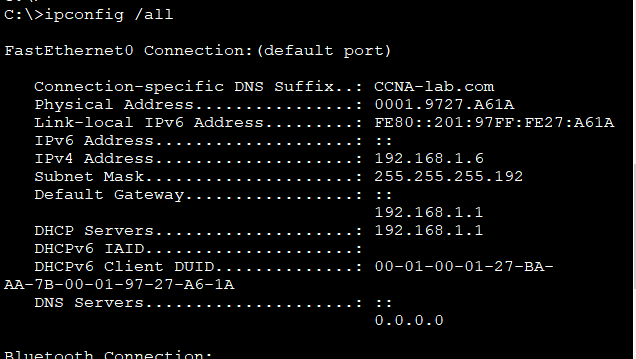 C:\>ipconfig /all
FastEthernet0 Connection:(default port)
Connection-specific DNS Suffix..: CCNA-lab.com
Physical Address................: 0001.9727.A61A
Link-local IPv6 Address.........: FE80::201:97FF:FE27:A61A
IPv6 Address....................: ::
IPv4 Address....................: 192.168.1.6
Subnet Mask.....................: 255.255.255.192
Default Gateway.................: ::
192.168.1.1
DHCP Servers....................: 192.168.1.1
DHCPv6 IAID.....................:
DHCPv6 Client DUID..............: 00-01-00-01-27-BA-
AA-7B-00-01-97-27-A6-1A
DNS Servers.....................: ::
0.0.0.0
Bluetooth Connection: